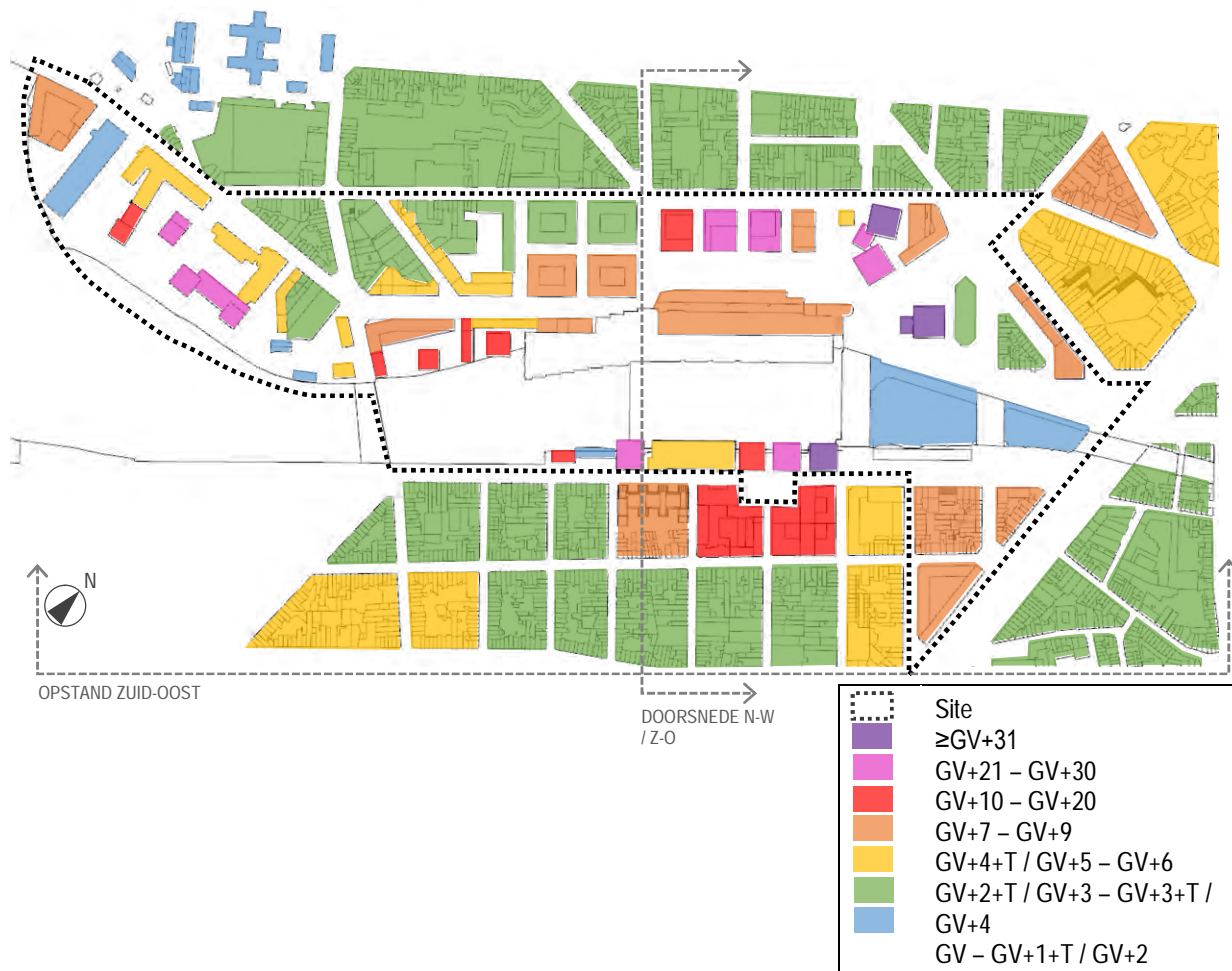 N
OPSTAND ZUID-OOST
DOORSNEDE N-W
/ Z-O
Site
≥GV+31
GV+21 – GV+30
GV+10 – GV+20
GV+7 – GV+9
GV+4+T / GV+5 – GV+6
GV+2+T / GV+3 – GV+3+T /
GV+4
GV – GV+1+T / GV+2